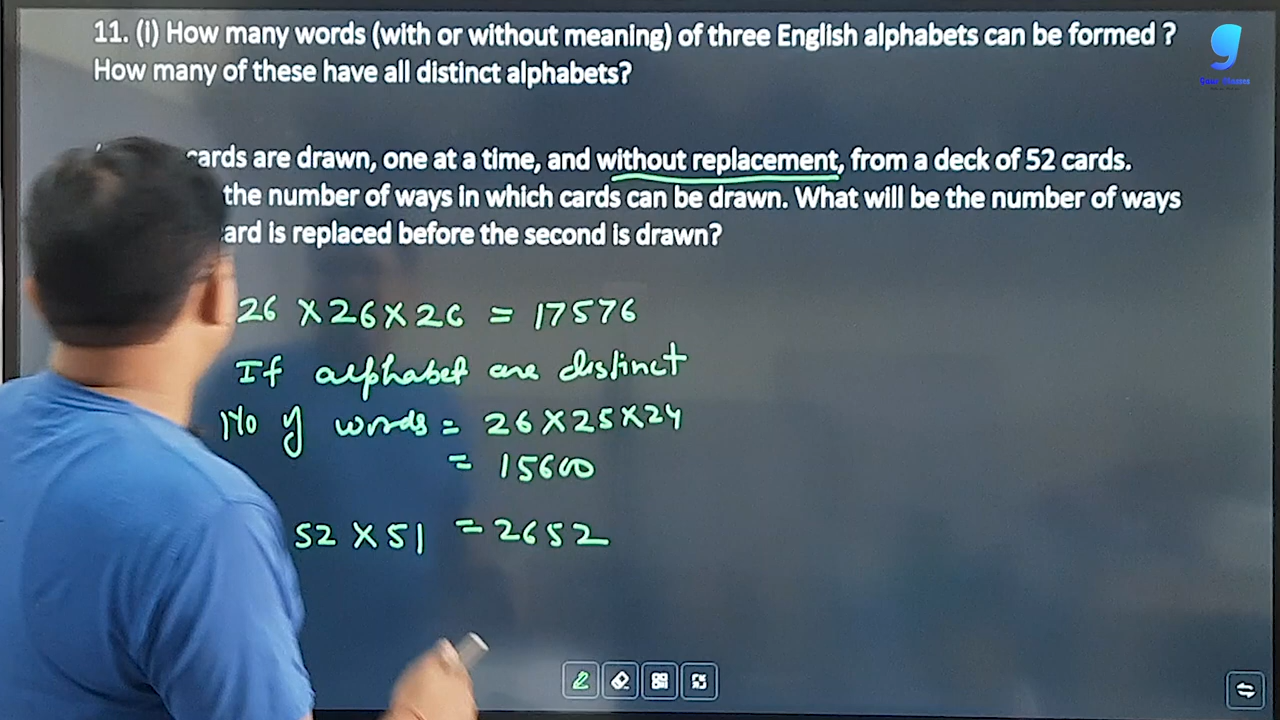 11. (i) How many words (with or without meaning) of three English alphabets can be formed ?
How many of these have all distinct alphabets?
cards are drawn, one at a time, and without replacement, from a deck of 52 cards.
the number of ways in which cards can be drawn. What will be the number of ways
ard is replaced before the second is drawn?
26 × 26 × 26 = 17576
If alphabet are distinct
No of words = 26 × 25 × 24
= 15600
52 × 51 = 2652